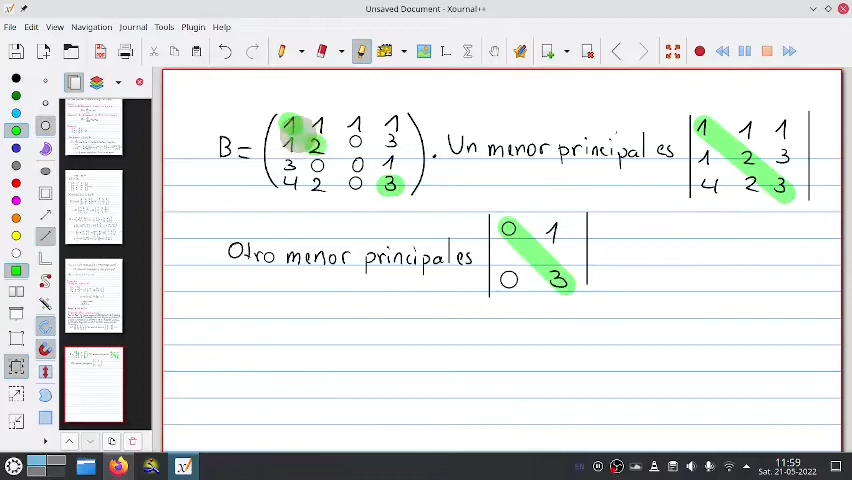 Unsaved Document - Xournal++
File Edit View Navigation Journal Tools Plugin Help
B = ( 1 1 1 1
1 2 0 3
3 0 0 1
4 2 0 3 ) . Un menor principal es | 1 1 1
1 2 3
4 2 3 |
Otro menor principal es | 0 1
0 3 |
EN
11:59
Sat. 21-05-2022